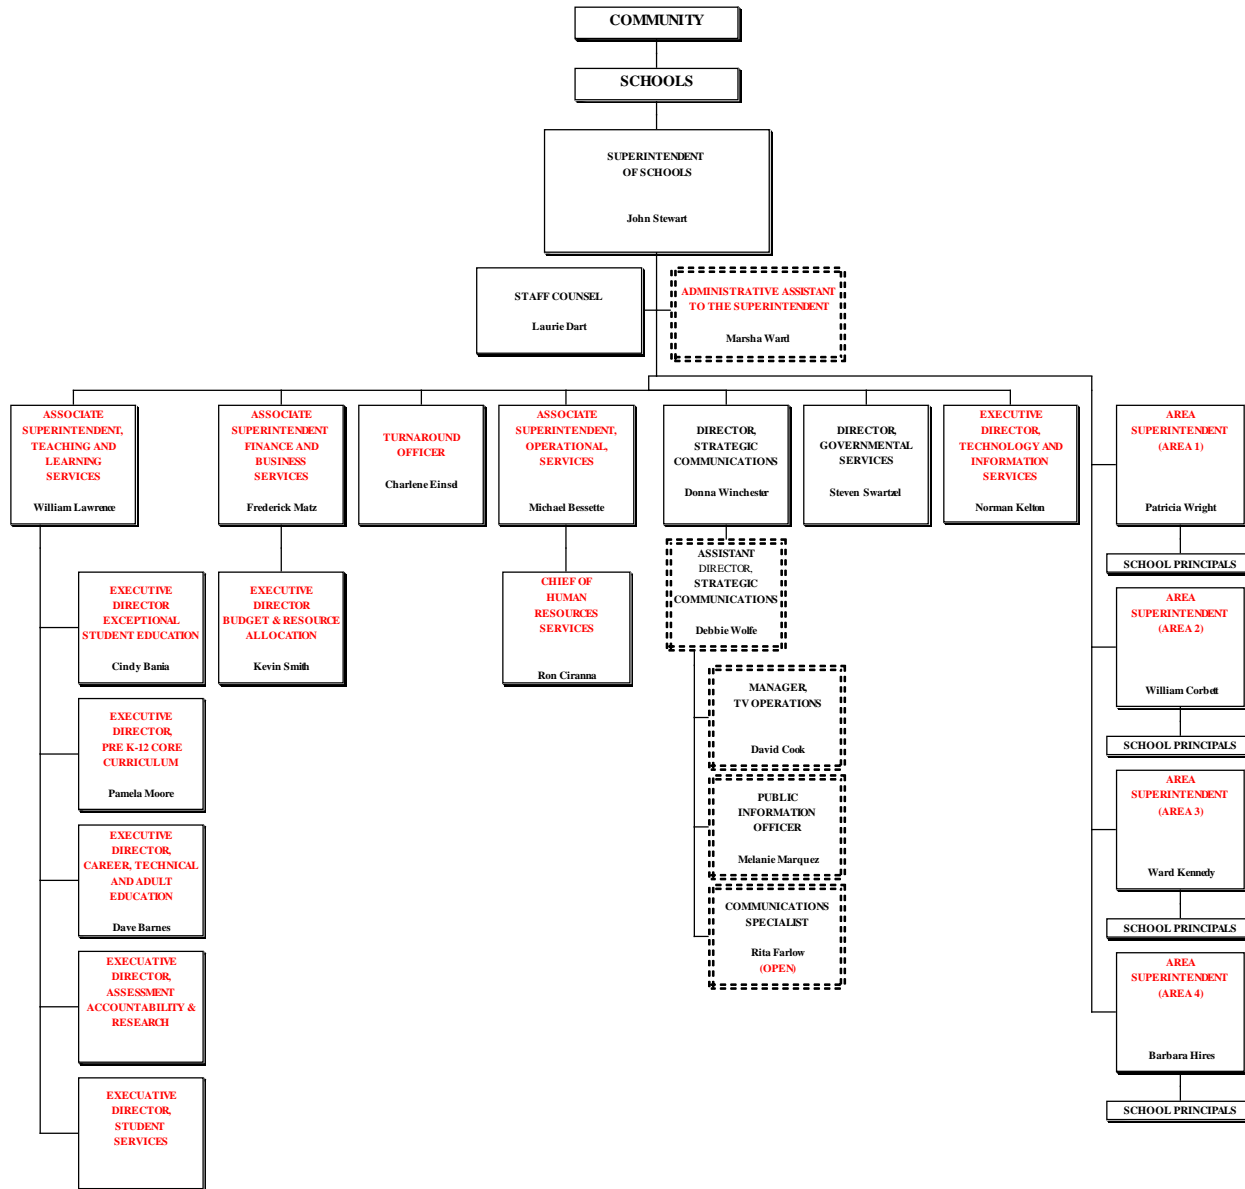 COMMUNITY
SCHOOLS
SUPERINTENDENT
OF SCHOOLS
John Stewart
STAFF COUNSEL
Laurie Dart
ADMINISTRATIVE ASSISTANT
TO THE SUPERINTENDENT
Marsha Ward
ASSOCIATE
SUPERINTENDENT,
TEACHING AND
LEARNING
SERVICES
William Lawrence
ASSOCIATE
SUPERINTENDENT
FINANCE AND
BUSINESS
SERVICES
Frederick Matz
TURNAROUND
OFFICER
Charlene Einsel
ASSOCIATE
SUPERINTENDENT,
OPERATIONAL,
SERVICES
Michael Bessette
DIRECTOR,
STRATEGIC
COMMUNICATIONS
Donna Winchester
DIRECTOR,
GOVERNMENTAL
SERVICES
Steven Swartzel
EXECUTIVE
DIRECTOR,
TECHNOLOGY AND
INFORMATION
SERVICES
Norman Kelton
AREA
SUPERINTENDENT
(AREA 1)
Patricia Wright
SCHOOL PRINCIPALS
EXECUTIVE
DIRECTOR
EXCEPTIONAL
STUDENT EDUCATION
Cindy Bania
EXECUTIVE
DIRECTOR
BUDGET & RESOURCE
ALLOCATION
Kevin Smith
CHIEF OF
HUMAN
RESOURCES
SERVICES
Ron Ciranna
ASSISTANT
DIRECTOR,
STRATEGIC
COMMUNICATIONS
Debbie Wolfe
AREA
SUPERINTENDENT
(AREA 2)
William Corbett
SCHOOL PRINCIPALS
EXECUTIVE
DIRECTOR,
PRE K-12 CORE
CURRICULUM
Pamela Moore
MANAGER,
TV OPERATIONS
David Cook
PUBLIC
INFORMATION
OFFICER
Melanie Marquez
AREA
SUPERINTENDENT
(AREA 3)
Ward Kennedy
SCHOOL PRINCIPALS
EXECUTIVE
DIRECTOR,
CAREER, TECHNICAL
AND ADULT
EDUCATION
Dave Barnes
COMMUNICATIONS
SPECIALIST
Rita Farlow
(OPEN)
EXECUATIVE
DIRECTOR,
ASSESSMENT
ACCOUNTABILITY &
RESEARCH
AREA
SUPERINTENDENT
(AREA 4)
Barbara Hires
SCHOOL PRINCIPALS
EXECUATIVE
DIRECTOR,
STUDENT
SERVICES